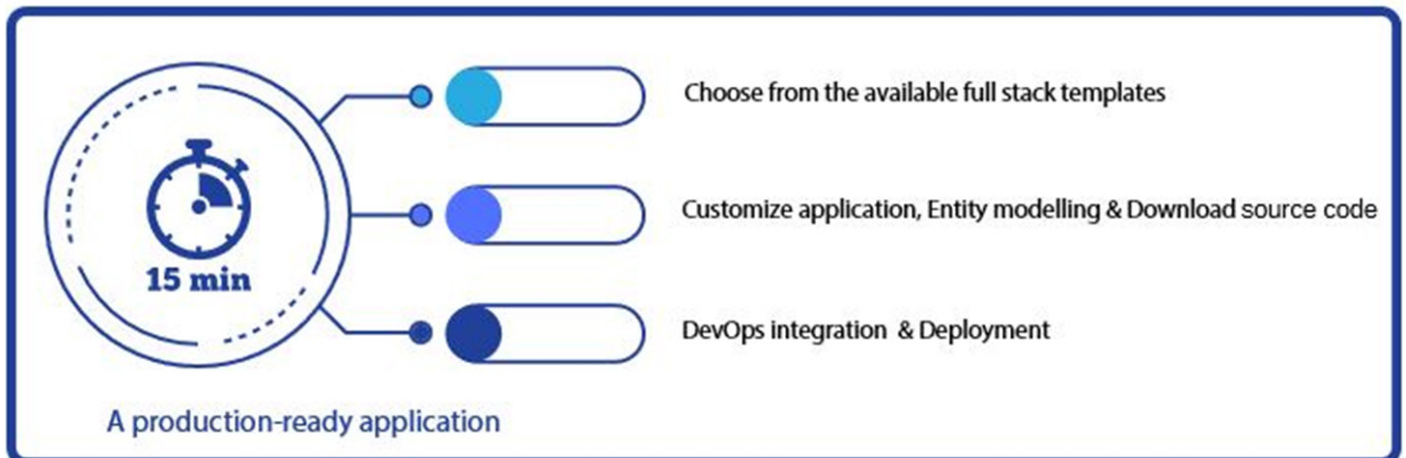 Choose from the available full stack templates
Customize application, Entity modelling & Download source code
15 min
DevOps integration & Deployment
A production-ready application